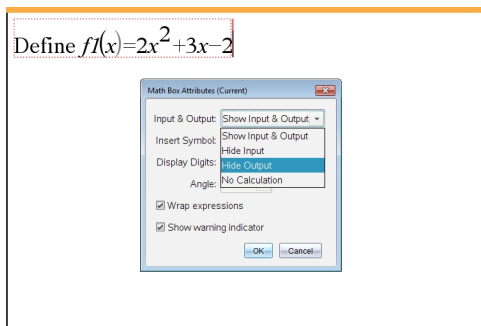 Define f1(x)=2x²+3x−2
Math Box Attributes (Current)
Input & Output: Show Input & Output
Show Input & Output
Insert Symbol:
Hide Input
Display Digits:
Hide Output
Angle:
No Calculation
Wrap expressions
Show warning indicator
OK Cancel